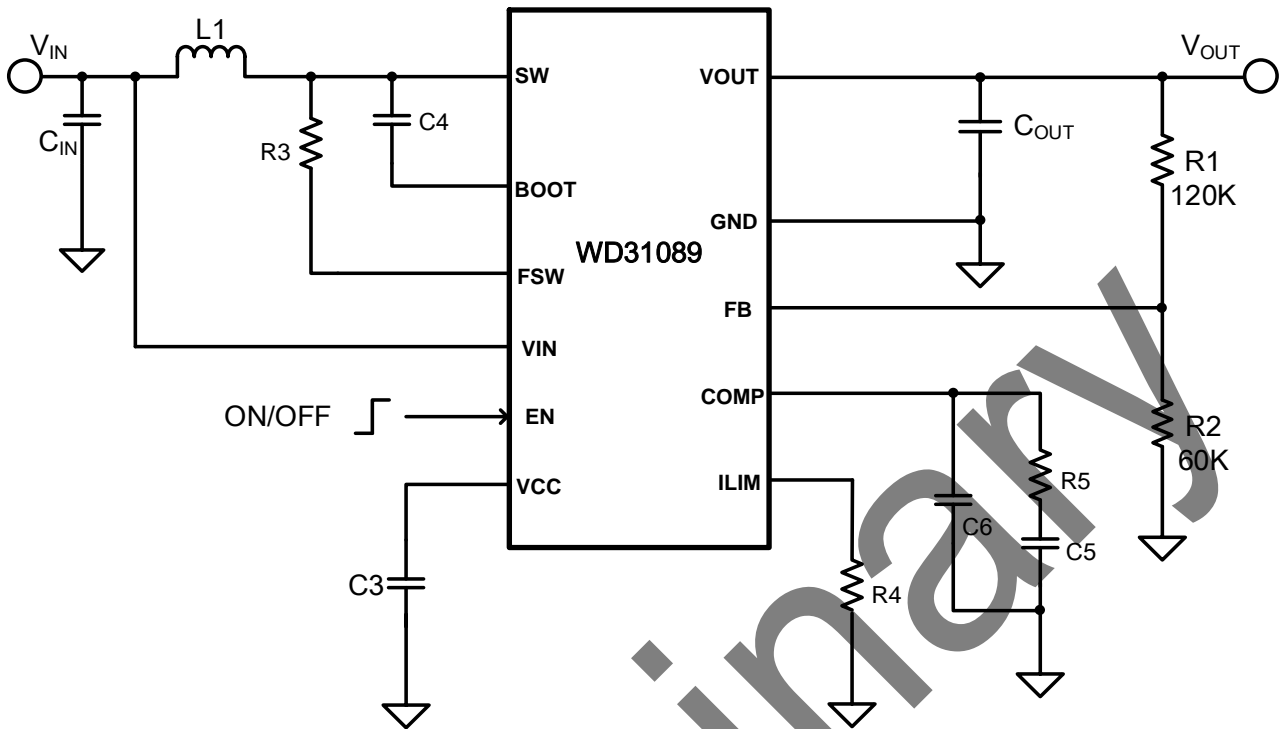 L1
VIN
VOUT
SW
VOUT
CIN
R3
C4
COUT
R1
120K
BOOT
GND
WD31089
FSW
FB
VIN
COMP
ON/OFF
EN
R2
60K
VCC
ILIM
R5
C6
C5
C3
R4
inary